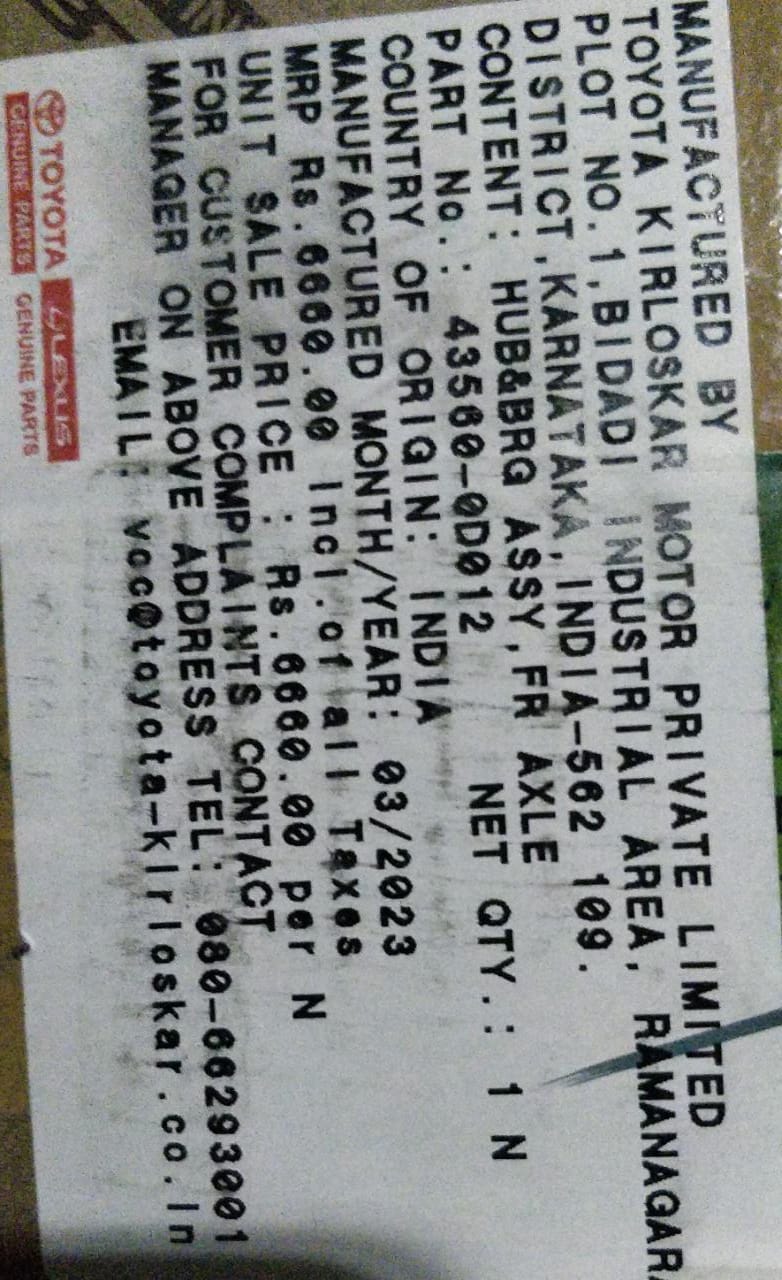 MANUFACTURED BY
TOYOTA KIRLOSKAR MOTOR PRIVATE LIMITED
PLOT NO.1,BIDADI INDUSTRIAL AREA, RAMANAGAR
DISTRICT,KARNATAKA,INDIA-562 109.
CONTENT: HUB&BRG ASSY,FR AXLE
PART No.: 43560-0D012 NET QTY.: 1 N
COUNTRY OF ORIGIN: INDIA
MANUFACTURED MONTH/YEAR: 03/2023
MRP Rs.6660.00 Incl.of all Taxes
UNIT SALE PRICE : Rs.6660.00 per N
FOR CUSTOMER COMPLAINTS CONTACT
MANAGER ON ABOVE ADDRESS TEL: 080-66293001
EMAIL: voc@toyota-kirloskar.co.in
TOYOTA LEXUS
GENUINE PARTS GENUINE PARTS